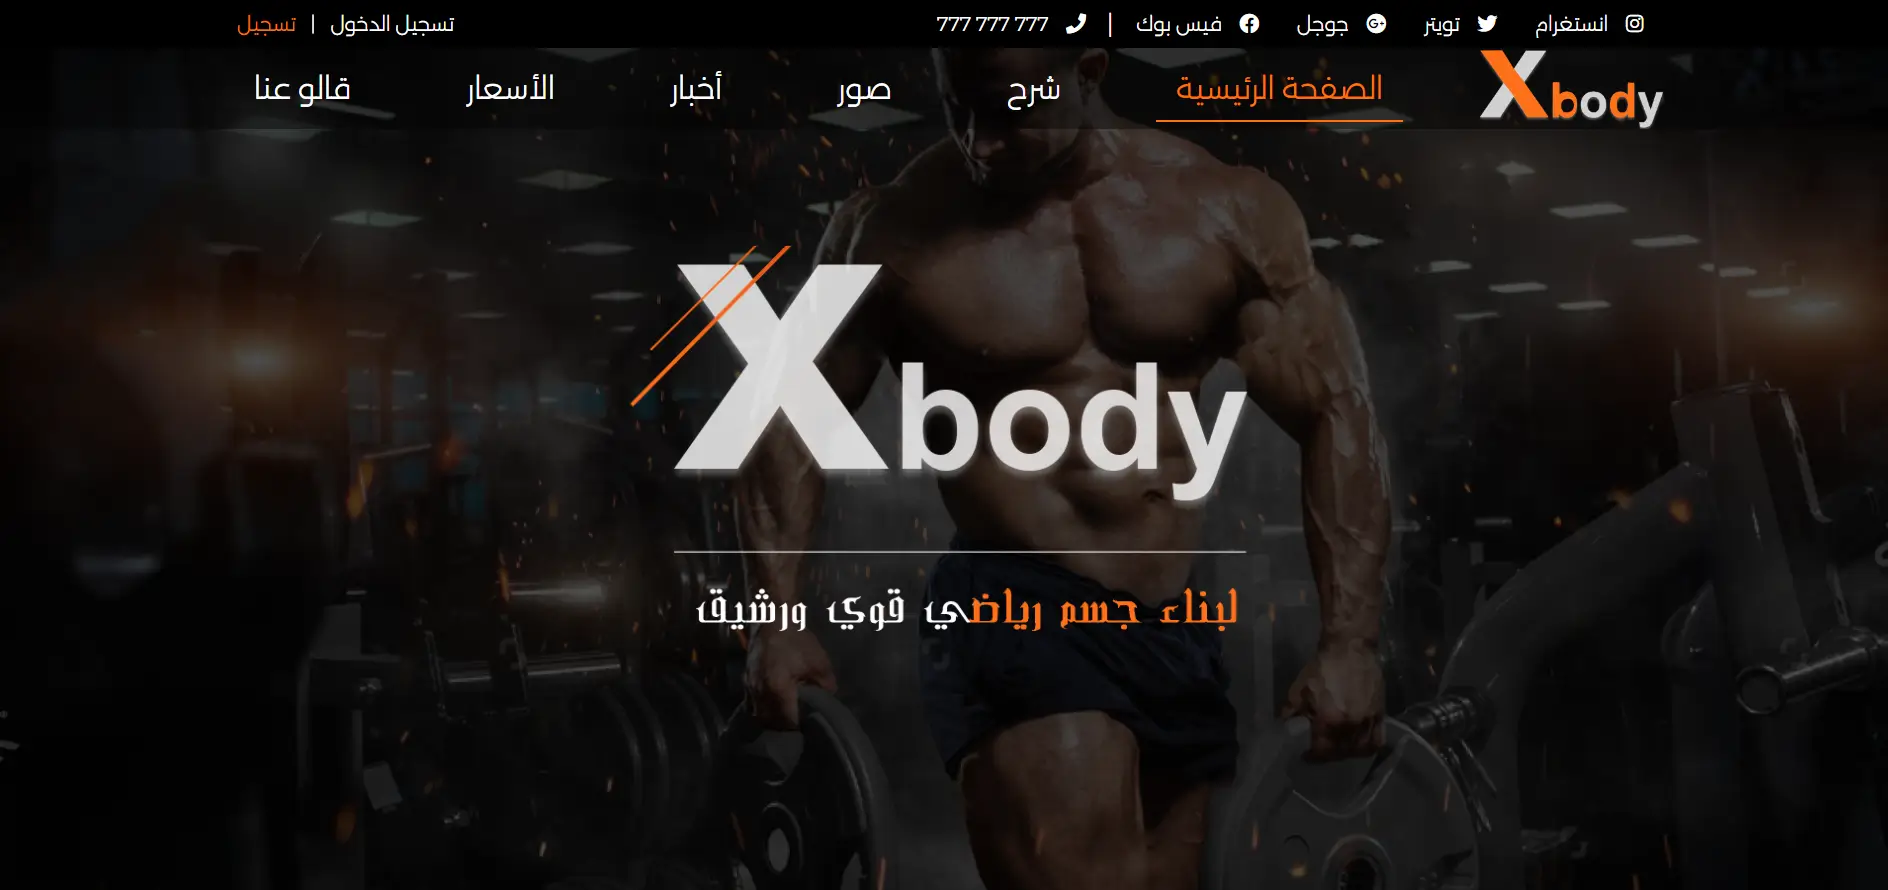 انستغرام تويتر جوجل فيس بوك | 777 777 777 تسجيل الدخول | تسجيل
Xbody الصفحة الرئيسية شرح صور أخبار الأسعار قالو عنا
Xbody
لبناء جسم رياضي قوي ورشيق